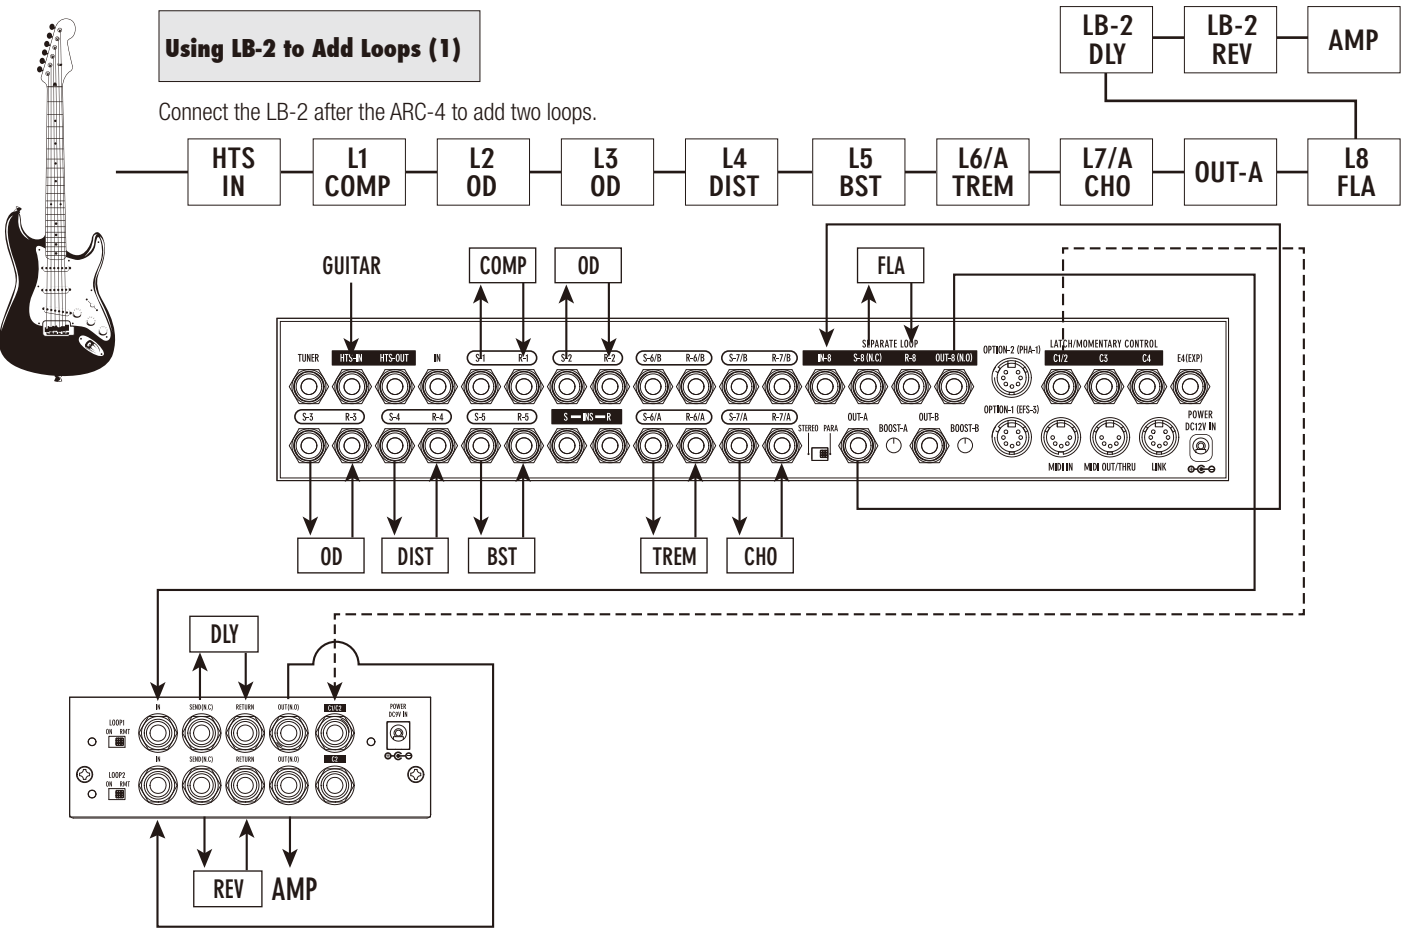 Using LB-2 to Add Loops (1)
Connect the LB-2 after the ARC-4 to add two loops.
LB-2 DLY
LB-2 REV
AMP
HTS IN
L1 COMP
L2 OD
L3 OD
L4 DIST
L5 BST
L6/A TREM
L7/A CHO
OUT-A
L8 FLA
GUITAR
COMP
OD
FLA
SEPARATE LOOP
OPTION-2 (PHA-1)
LATCH/MOMENTARY CONTROL
TUNER
HTS-IN
HTS-OUT
IN
S-1
R-1
S-2
R-2
S-6/B
R-6/B
S-7/B
R-7/B
IN-8
S-8 (N.C)
R-8
OUT-8 (N.O)
C1/2
C3
C4
E4(EXP)
S-3
R-3
S-4
R-4
S-5
R-5
S — INS — R
S-6/A
R-6/A
S-7/A
R-7/A
STEREO PARA
OUT-A
BOOST-A
OUT-B
BOOST-B
OPTION-1 (EFS-3)
POWER
DC12V IN
MIDI IN
MIDI OUT/THRU
LINK
OD
DIST
BST
TREM
CHO
DLY
IN
SEND(N.C)
RETURN
OUT(N.O)
C1/C2
POWER
DC9V IN
LOOP1
ON RMT
IN
SEND(N.C)
RETURN
OUT(N.O)
C2
LOOP2
ON RMT
REV
AMP